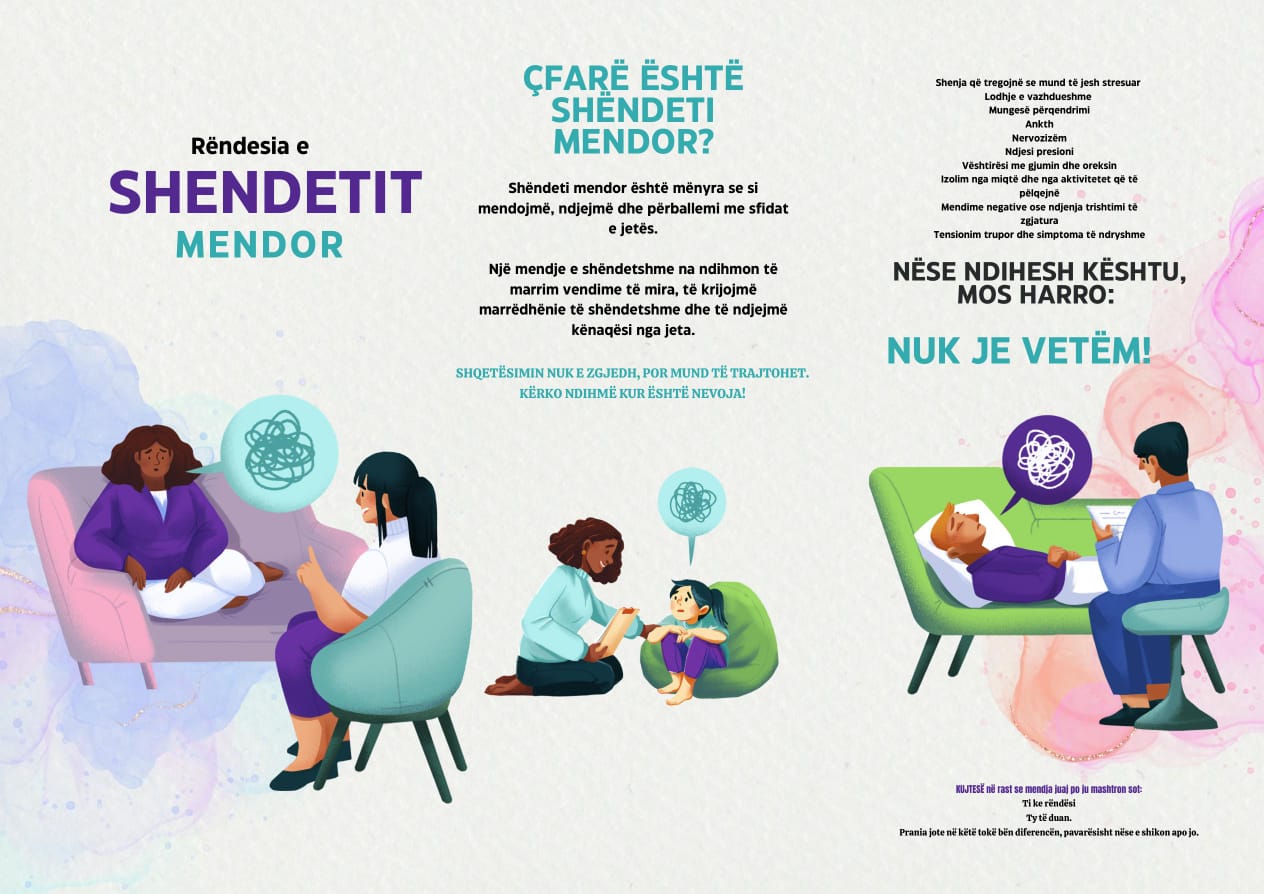 Rëndesia e
SHENDETIT
MENDOR
ÇFARË ËSHTË
SHËNDETI
MENDOR?
Shëndeti mendor është mënyra se si
mendojmë, ndjejmë dhe përballemi me sfidat
e jetës.
Një mendje e shëndetshme na ndihmon të
marrim vendime të mira, të krijojmë
marrëdhënie të shëndetshme dhe të ndjejmë
kënaqësi nga jeta.
SHQETËSIMIN NUK E ZGJEDH, POR MUND TË TRAJTOHET.
KËRKO NDIHMË KUR ËSHTË NEVOJA!
Shenja që tregojnë se mund të jesh stresuar
Lodhje e vazhdueshme
Mungesë përqendrimi
Ankth
Nervozizëm
Ndjesi presioni
Vështirësi me gjumin dhe oreksin
Izolim nga miqtë dhe nga aktivitetet që të
pëlqejnë
Mendime negative ose ndjenja trishtimi të
zgjatura
Tensionim trupor dhe simptoma të ndryshme
NËSE NDIHESH KËSHTU,
MOS HARRO:
NUK JE VETËM!
KUJTESË në rast se mendja juaj po ju mashtron sot:
Ti ke rëndësi
Ty të duan.
Prania jote në këtë tokë bën diferencën, pavarësisht nëse e shikon apo jo.